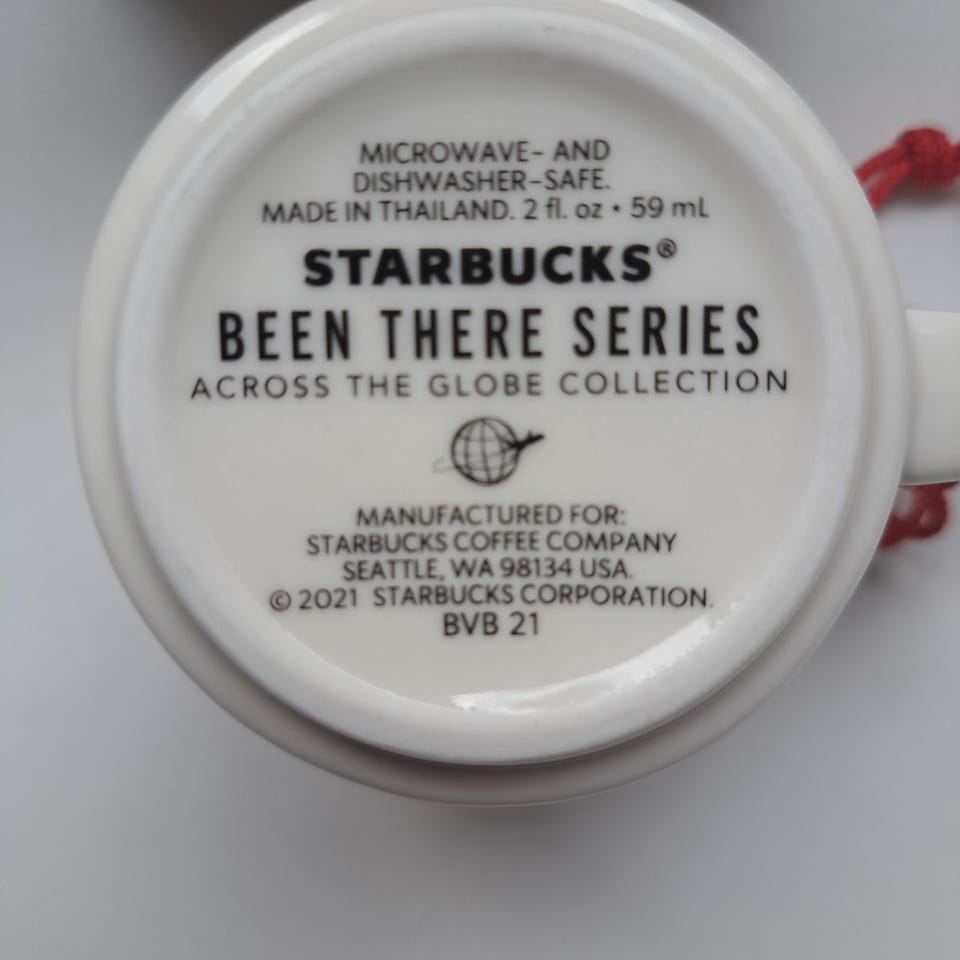 MICROWAVE- AND
DISHWASHER-SAFE.
MADE IN THAILAND. 2 fl. oz • 59 mL
STARBUCKS®
BEEN THERE SERIES
ACROSS THE GLOBE COLLECTION
MANUFACTURED FOR:
STARBUCKS COFFEE COMPANY
SEATTLE, WA 98134 USA.
© 2021 STARBUCKS CORPORATION.
BVB 21